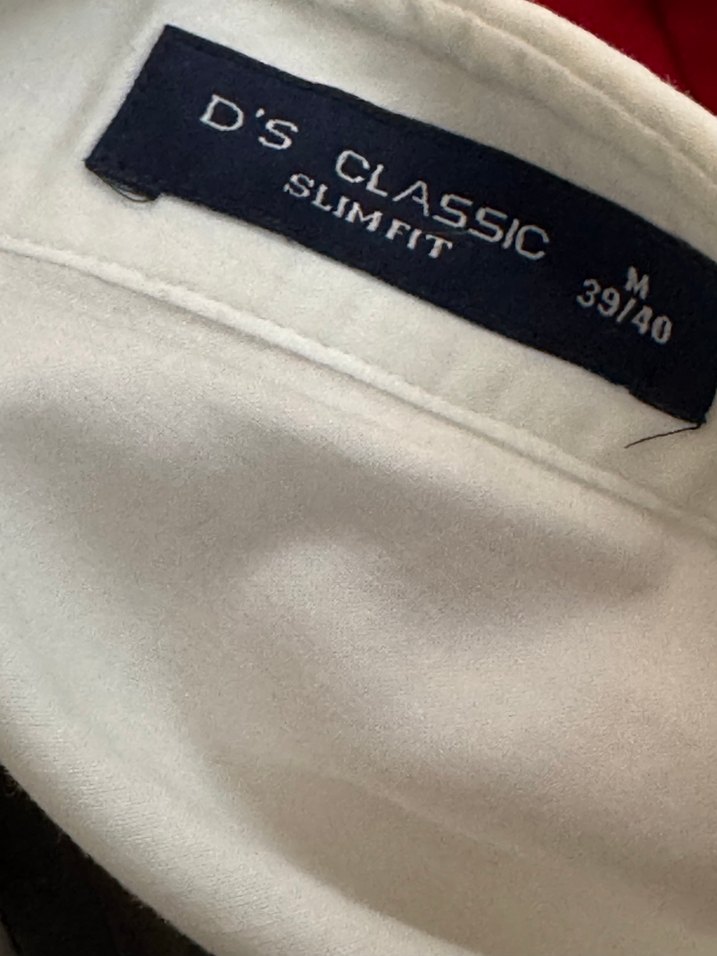 D'S CLASSIC
SLIM FIT
M
39/40